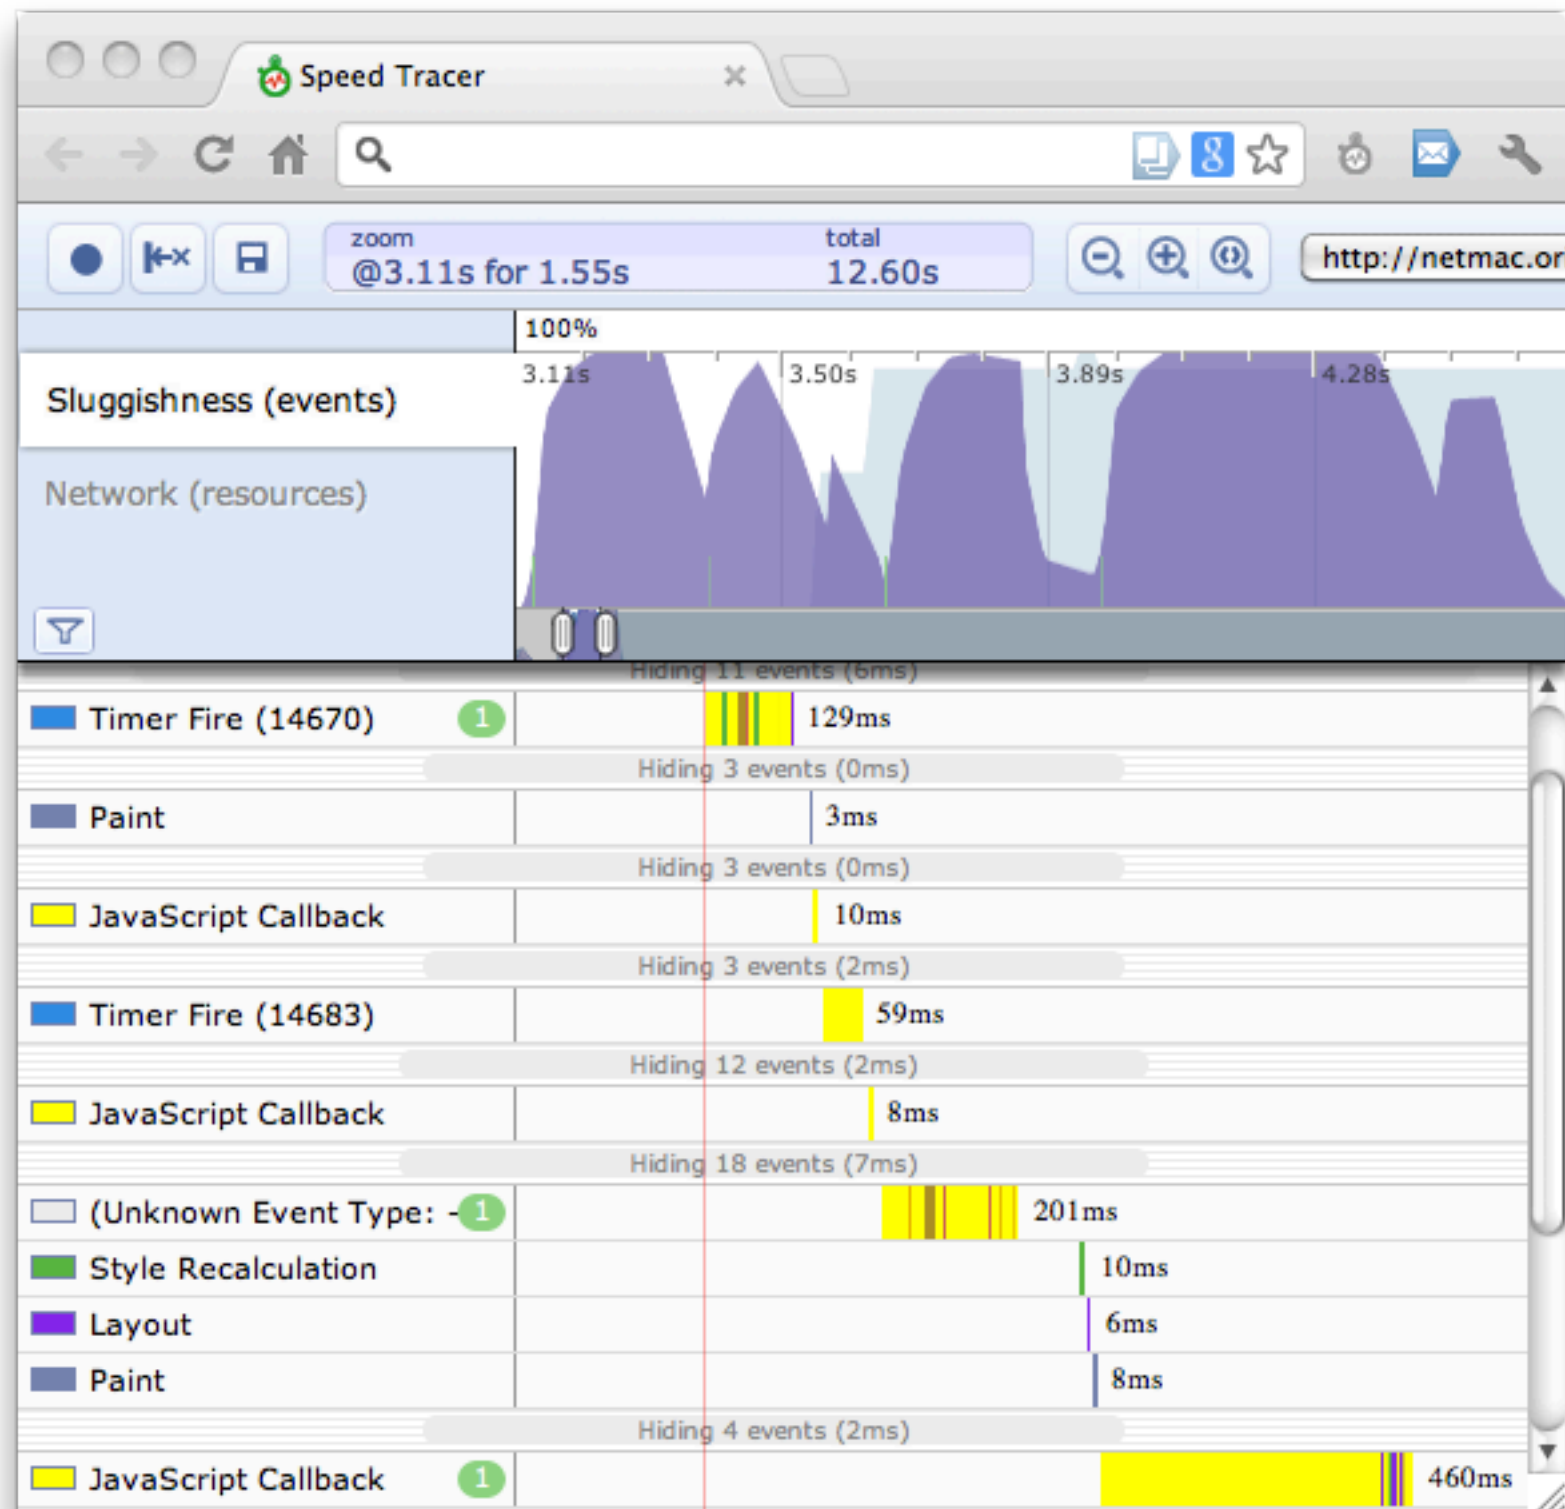 Speed Tracer
8
zoom total
@3.11s for 1.55s 12.60s
http://netmac.or
100%
3.11s 3.50s 3.89s 4.28s
Sluggishness (events)
Network (resources)
Hiding 11 events (6ms)
Timer Fire (14670) 1 129ms
Hiding 3 events (0ms)
Paint 3ms
Hiding 3 events (0ms)
JavaScript Callback 10ms
Hiding 3 events (2ms)
Timer Fire (14683) 59ms
Hiding 12 events (2ms)
JavaScript Callback 8ms
Hiding 18 events (7ms)
(Unknown Event Type: - 1 201ms
Style Recalculation 10ms
Layout 6ms
Paint 8ms
Hiding 4 events (2ms)
JavaScript Callback 1 460ms